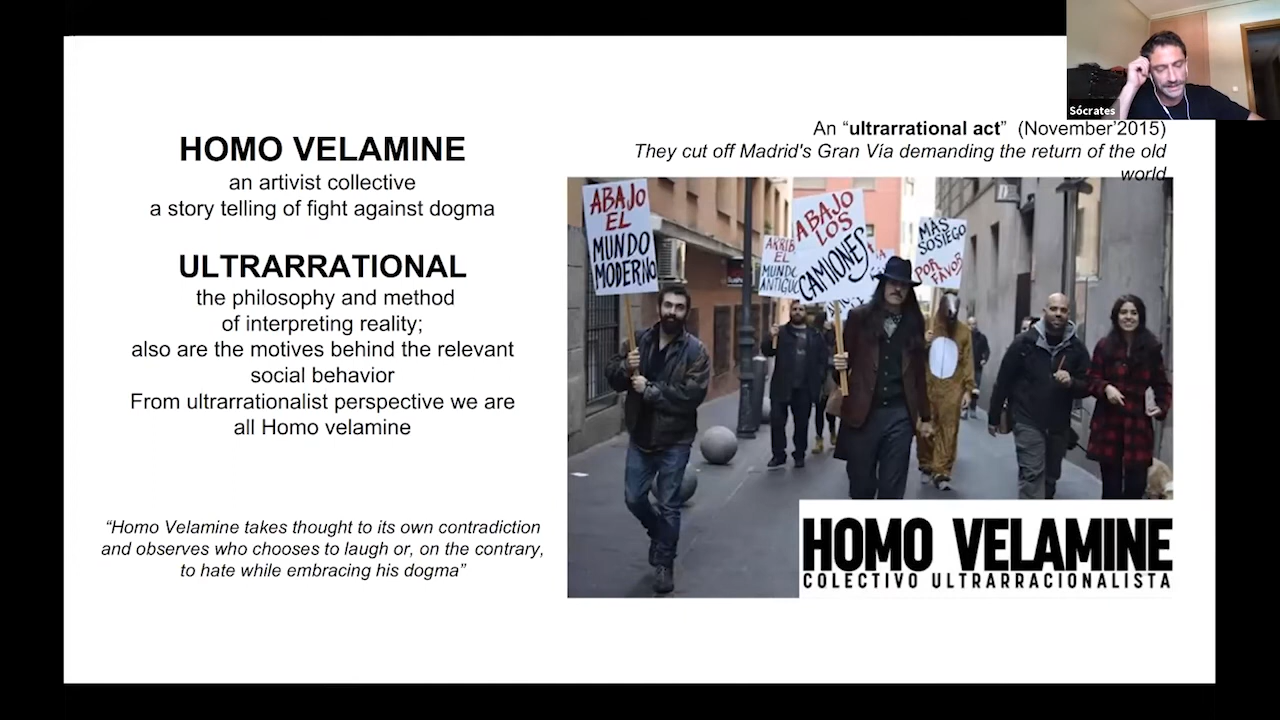 Sócrates
HOMO VELAMINE
an artivist collective
a story telling of fight against dogma
ULTRARRATIONAL
the philosophy and method
of interpreting reality;
also are the motives behind the relevant
social behavior
From ultrarrationalist perspective we are
all Homo velamine
“Homo Velamine takes thought to its own contradiction
and observes who chooses to laugh or, on the contrary,
to hate while embracing his dogma”
An “ultrarrational act” (November’2015)
They cut off Madrid's Gran Vía demanding the return of the old
world
ABAJO
EL
MUNDO
MODERNO
ARRIB
EL
MUNDO
ANTIGUO
ABAJO
LOS
CAMIONES
MÁS
SOSIEGO
POR FAVOR
HOMO VELAMINE
COLECTIVO ULTRARRACIONALISTA